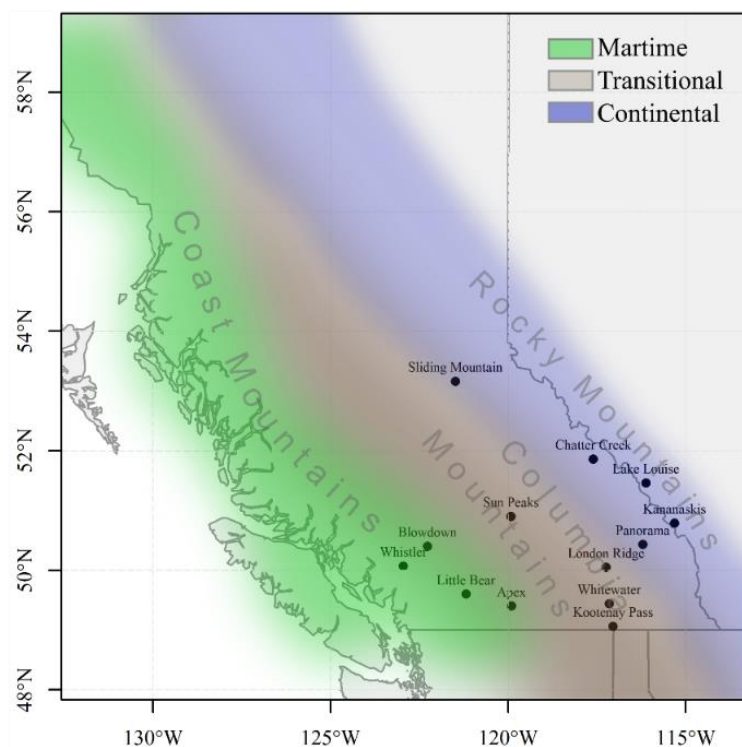 Martime
Transitional
Continental
58°N
56°N
54°N
52°N
50°N
48°N
Coast Mountains
Rocky Mountains
Columbia
Mountains
Sliding Mountain
Chatter Creek
Lake Louise
Sun Peaks
Kananaskis
Blowdown
Panorama
Whistler
London Ridge
Little Bear
Apex
Whitewater
Kootenay Pass
130°W
125°W
120°W
115°W